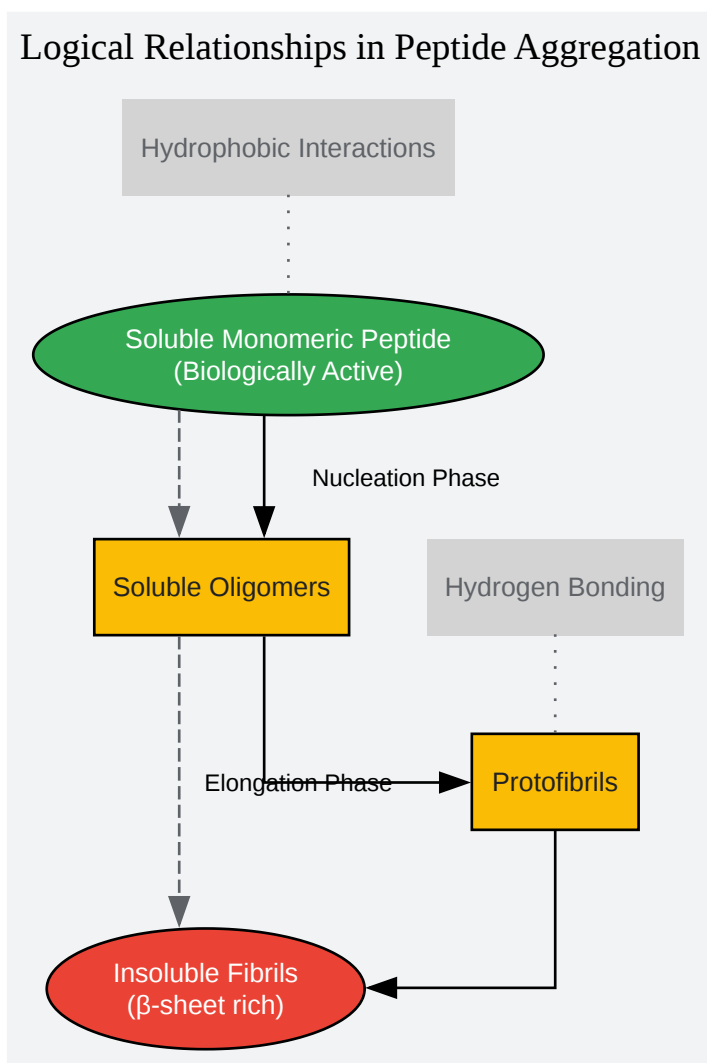 Logical Relationships in Peptide Aggregation
Hydrophobic Interactions
Soluble Monomeric Peptide
(Biologically Active)
Nucleation Phase
Soluble Oligomers
Hydrogen Bonding
Elongation Phase
Protofibrils
Insoluble Fibrils
(β-sheet rich)